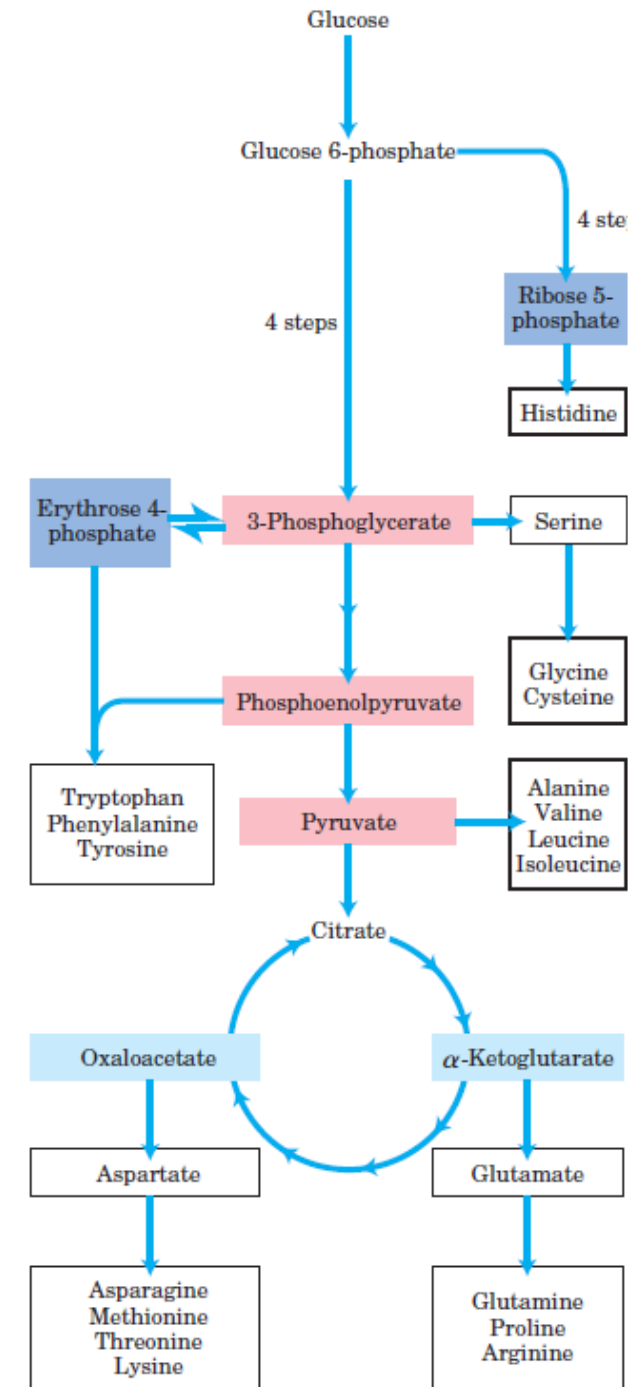 Glucose
Glucose 6-phosphate
4 ste
Ribose 5-
phosphate
4 steps
Histidine
Erythrose 4-
phosphate
3-Phosphoglycerate
Serine
Glycine
Cysteine
Phosphoenolpyruvate
Tryptophan
Phenylalanine
Tyrosine
Pyruvate
Alanine
Valine
Leucine
Isoleucine
Citrate
Oxaloacetate
α-Ketoglutarate
Aspartate
Glutamate
Asparagine
Methionine
Threonine
Lysine
Glutamine
Proline
Arginine